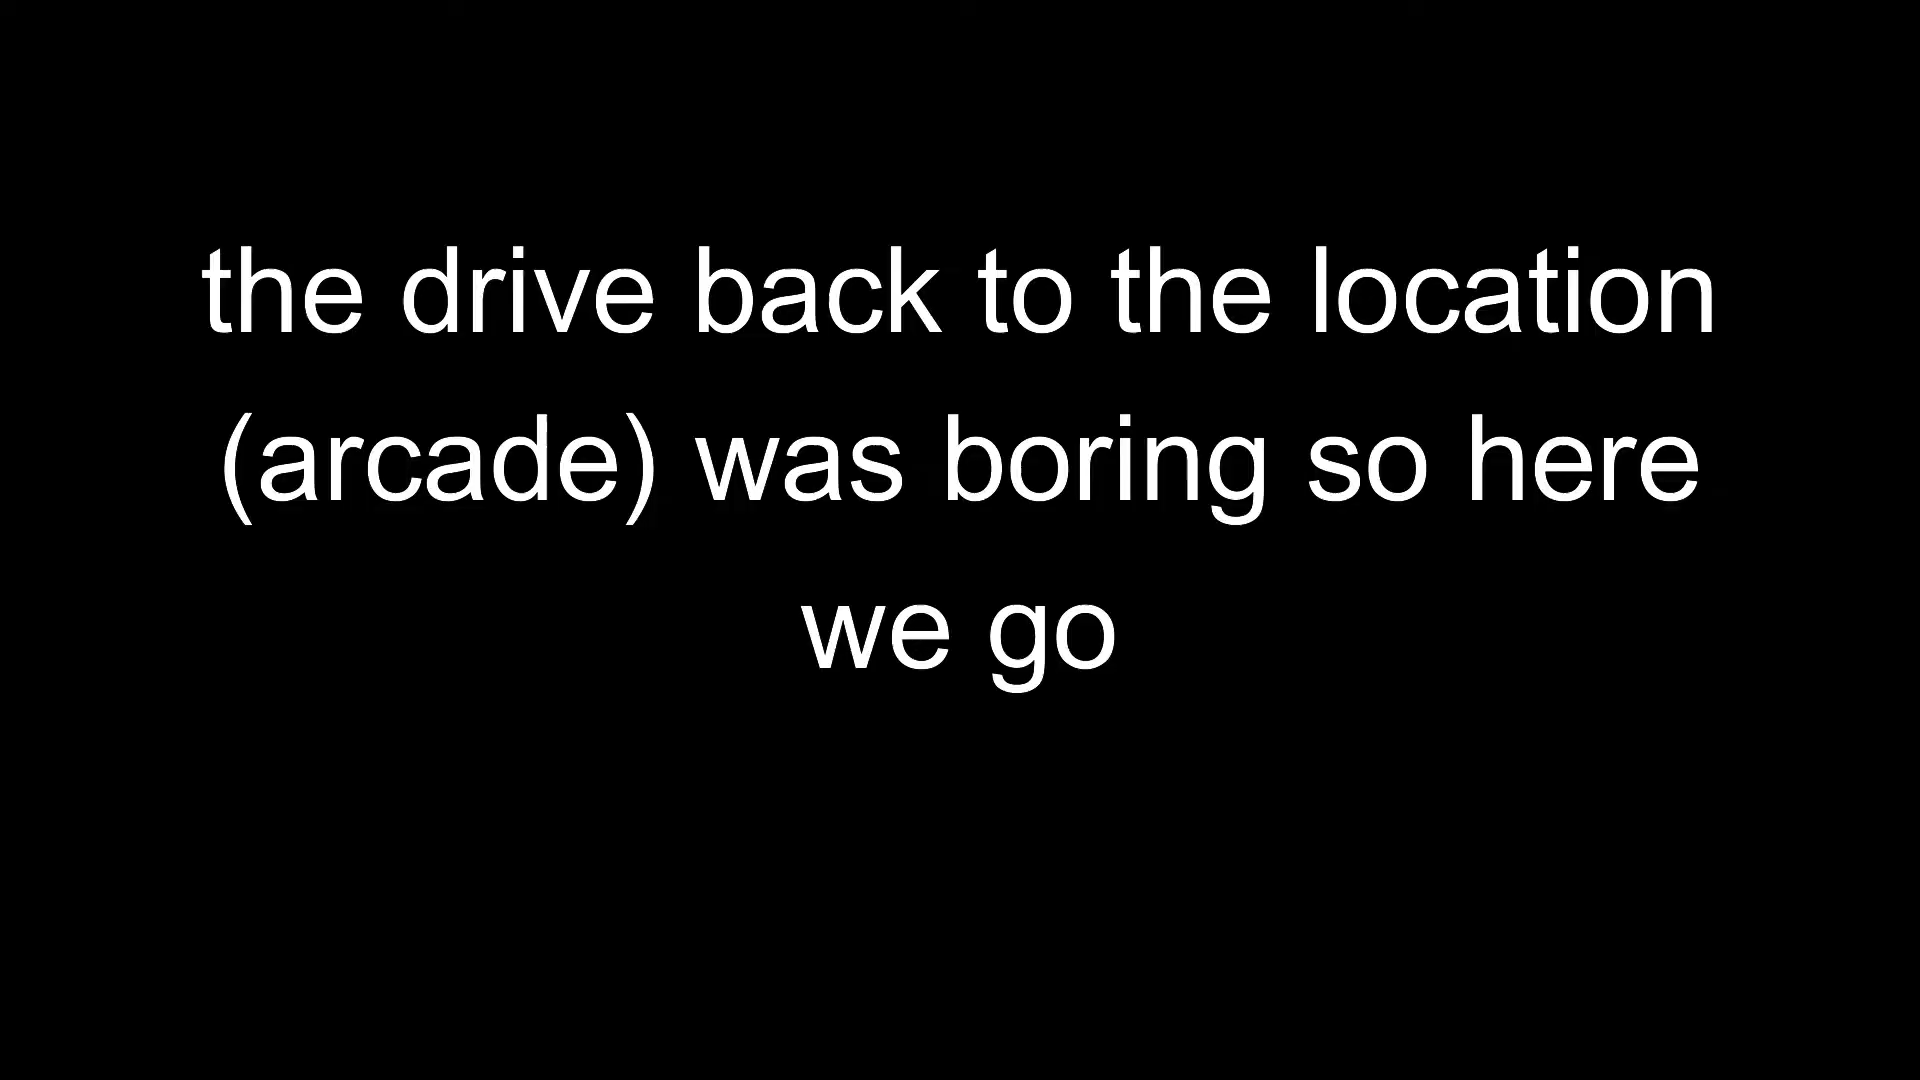 the drive back to the location
(arcade) was boring so here
we go